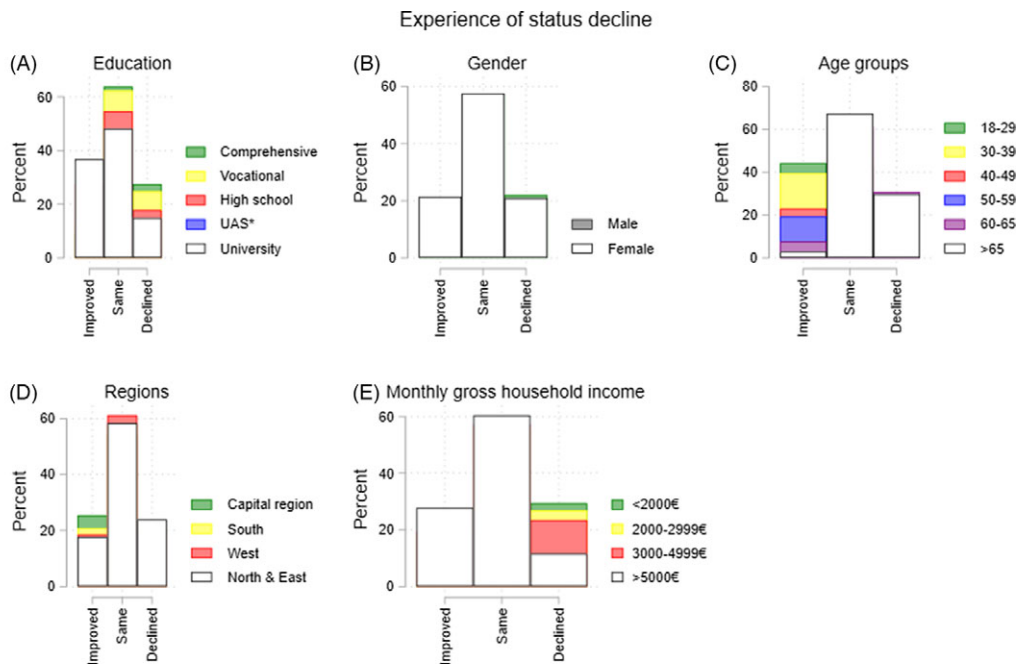 Experience of status decline
(A) Education
Percent
60
40
20
0
Improved
Same
Declined
Comprehensive
Vocational
High school
UAS*
University
(B) Gender
Percent
60
40
20
0
Improved
Same
Declined
Male
Female
(C) Age groups
Percent
80
60
40
20
0
Improved
Same
Declined
18-29
30-39
40-49
50-59
60-65
>65
(D) Regions
Percent
60
40
20
0
Improved
Same
Declined
Capital region
South
West
North & East
(E) Monthly gross household income
Percent
60
40
20
0
Improved
Same
Declined
<2000€
2000-2999€
3000-4999€
>5000€